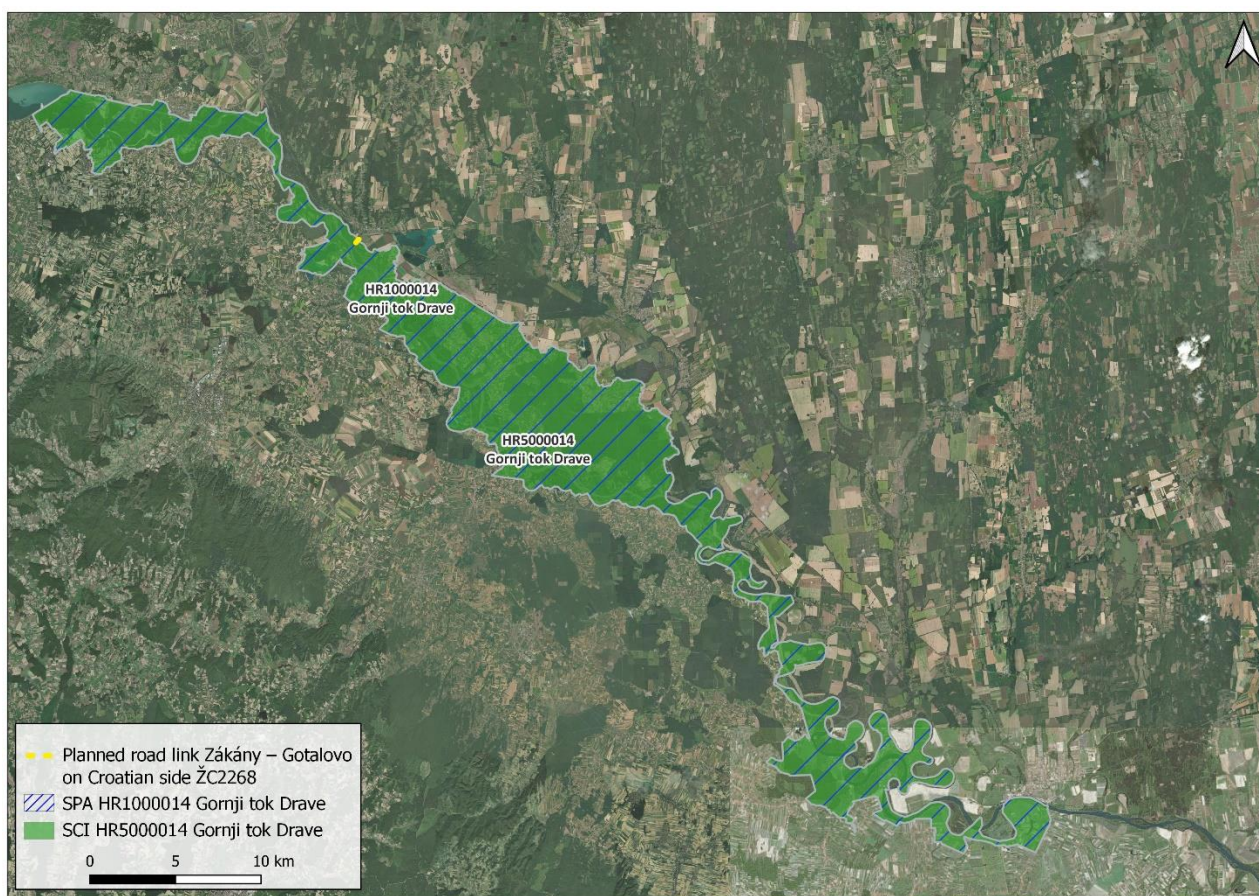 HR1000014
Gornji tok Drave
HR5000014
Gornji tok Drave
Planned road link Zákány – Gotalovo
on Croatian side ŽC2268
SPA HR1000014 Gornji tok Drave
SCI HR5000014 Gornji tok Drave
0 5 10 km